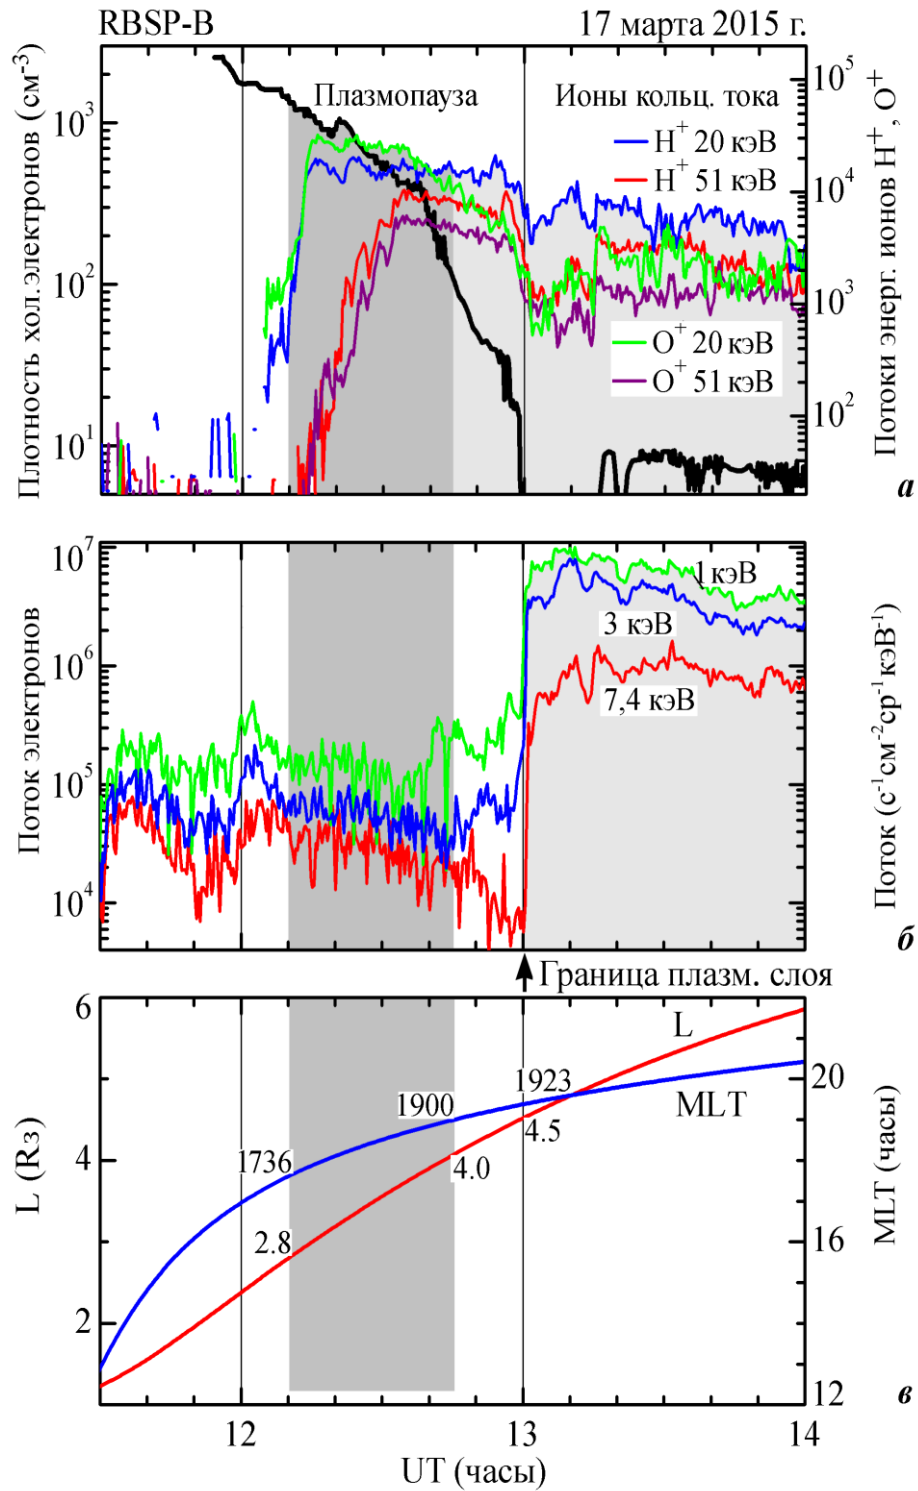 RBSP-B 17 марта 2015 г.
Плотность хол. электронов (см⁻³)
10³
10²
10¹
Плазмопауза
Ионы кольц. тока
H⁺ 20 кэВ
H⁺ 51 кэВ
O⁺ 20 кэВ
O⁺ 51 кэВ
10⁵
10⁴
10³
10²
Потоки энерг. ионов H⁺, O⁺
а
Поток электронов
10⁷
10⁶
10⁵
10⁴
1 кэВ
3 кэВ
7,4 кэВ
Поток (с⁻¹см⁻²ср⁻¹кэВ⁻¹)
б
Граница плазм. слоя
L (Rз)
6
4
2
1736
1900
1923
2.8
4.0
4.5
L
MLT
20
16
12
MLT (часы)
в
12 13 14
UT (часы)